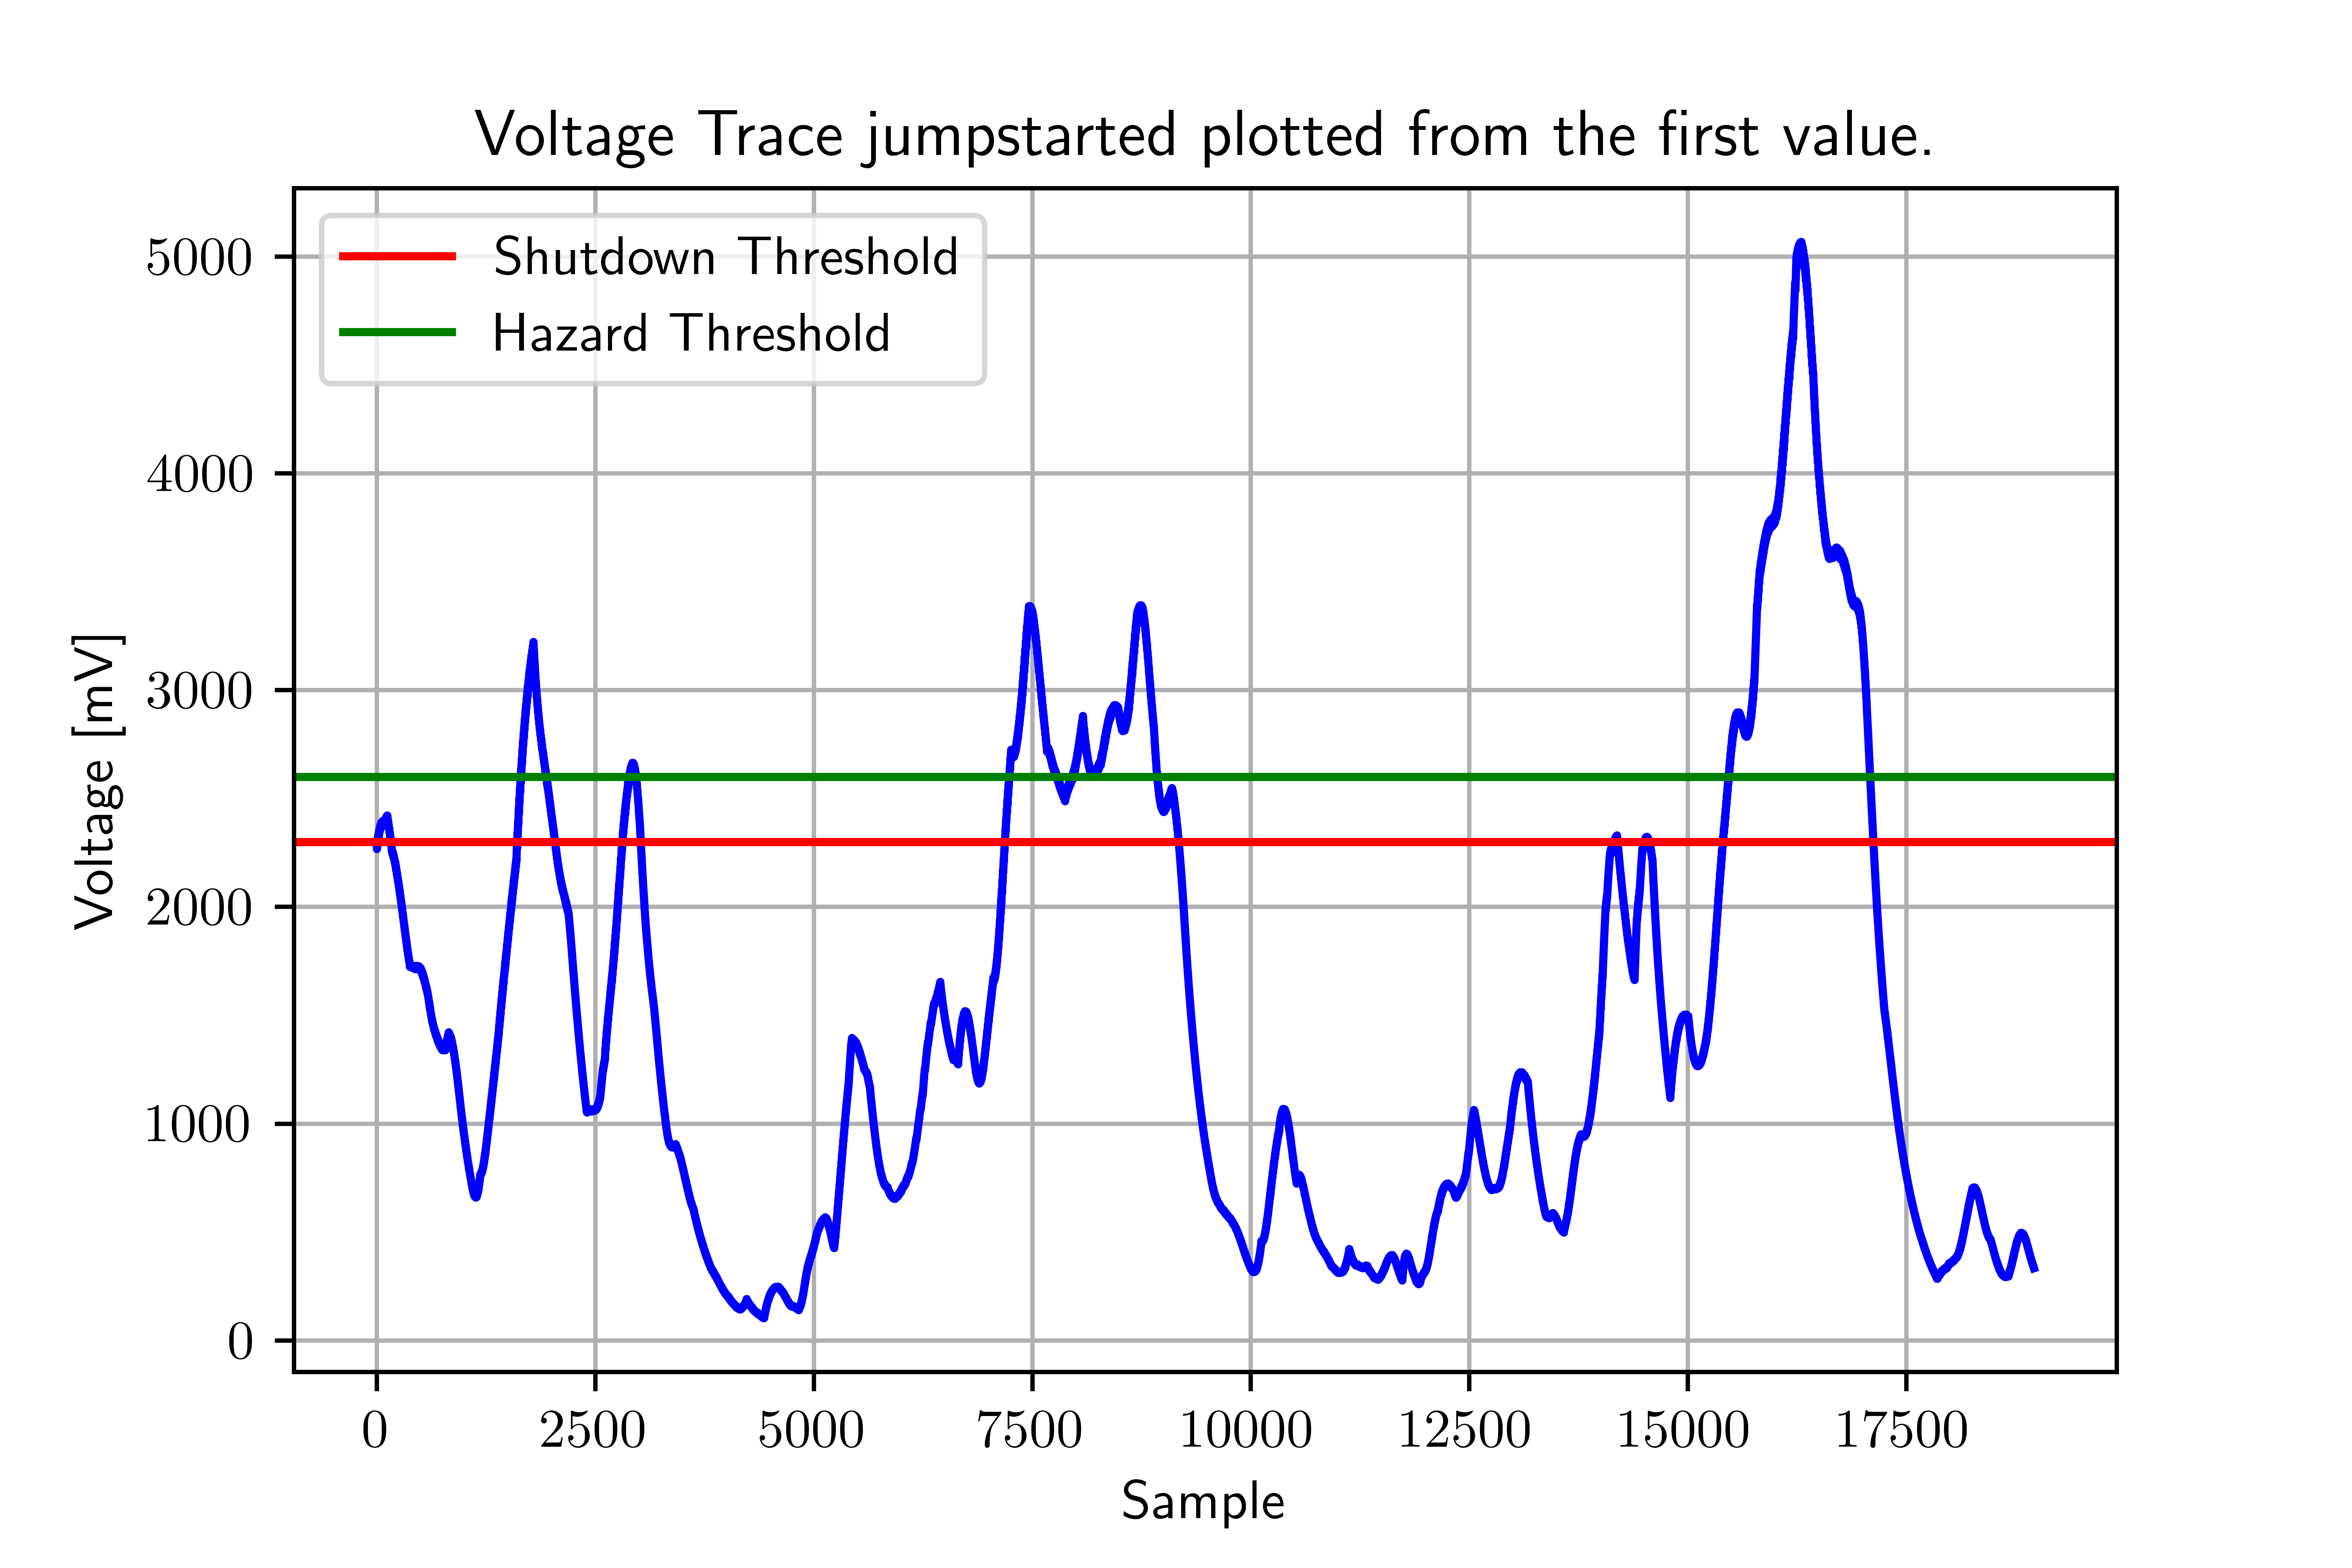 Voltage Trace jumpstarted plotted from the first value.
Shutdown Threshold
Hazard Threshold
5000
4000
3000
2000
1000
0
Voltage [mV]
0 2500 5000 7500 10000 12500 15000 17500
Sample